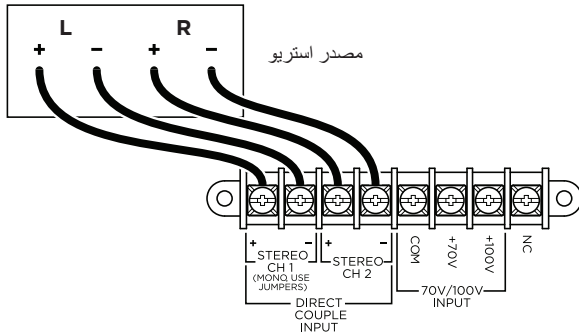 L R
+ − + −
مصدر استريو
+ − + −
STEREO
CH 1
(MONO USE
JUMPERS)
STEREO
CH 2
COM
+70V
+100V
NC
DIRECT
COUPLE
INPUT
70V/100V
INPUT